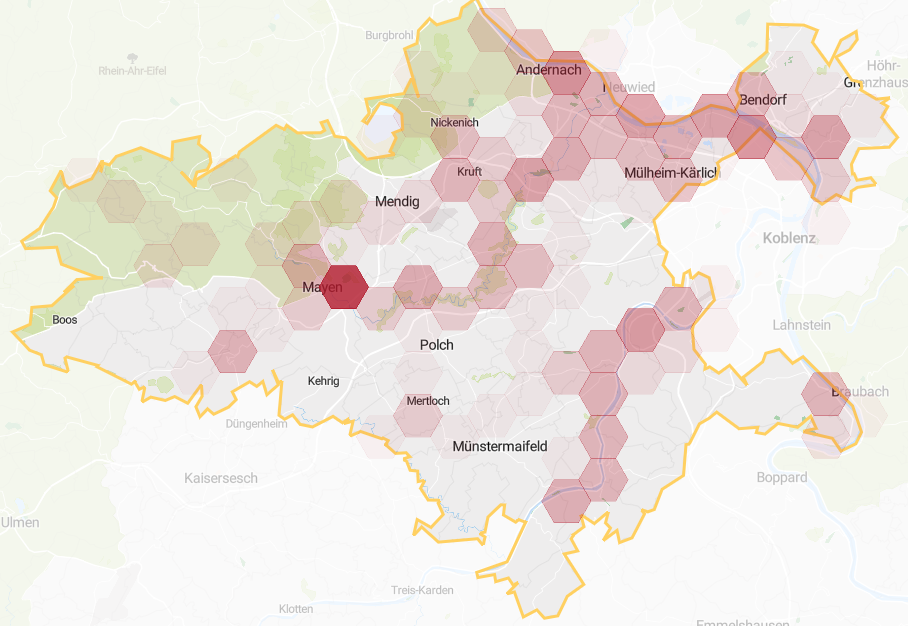 Burgbrohl
Rhein-Ahr-Eifel
Andernach
Höhr-
Grenzhausen
Neuwied
Bendorf
Nickenich
Kruft
Mülheim-Kärlich
Mendig
Koblenz
Mayen
Boos
Lahnstein
Polch
Kehrig
Braubach
Mertloch
Düngenheim
Münstermaifeld
Kaisersesch
Boppard
Ulmen
Treis-Karden
Klotten
Emmelshausen